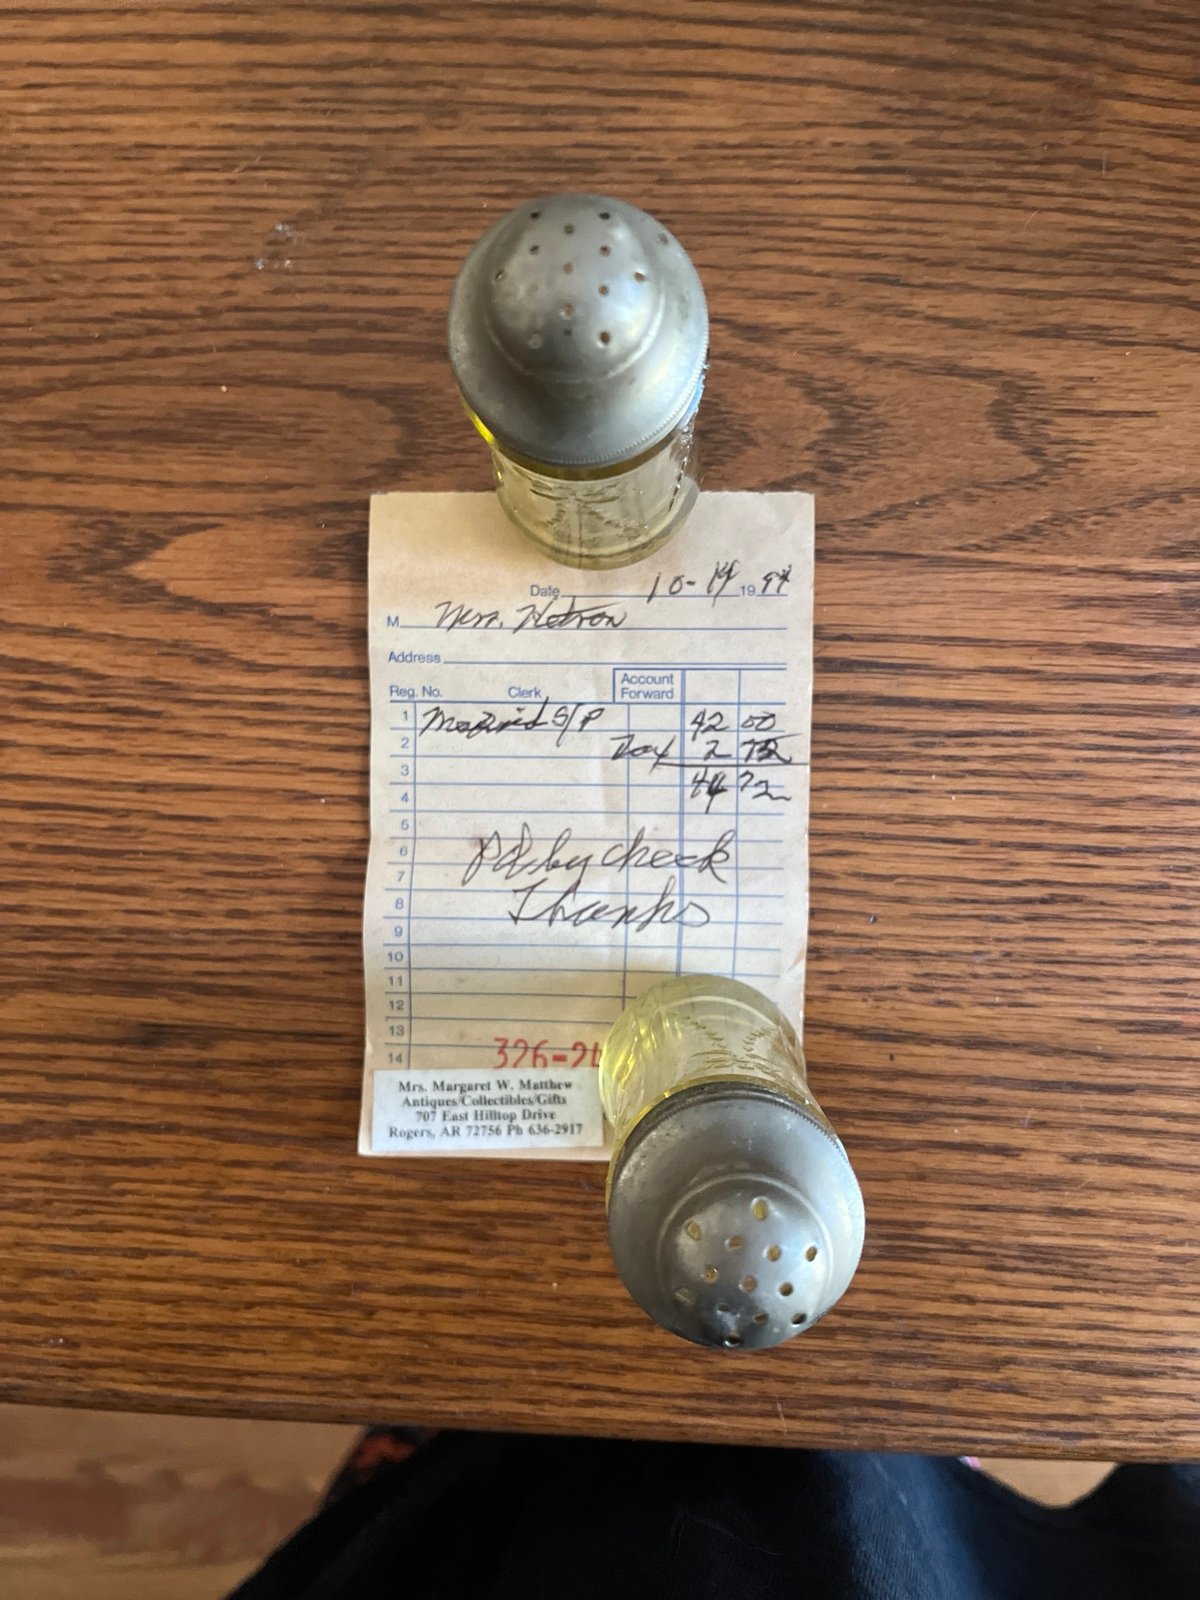 Date 10-14 19 94
M Mrs.
Address
Reg. No. Clerk Account Forward
1 S/P 42 00
2 Tax 2 72
3
4 44 72
5
6 Pd by check
7
8 Thanks
9
10
11
12
13
14 326-2
Mrs. Margaret W. Matthew
Antiques/Collectibles/Gifts
707 East Hilltop Drive
Rogers, AR 72756 Ph 636-2917